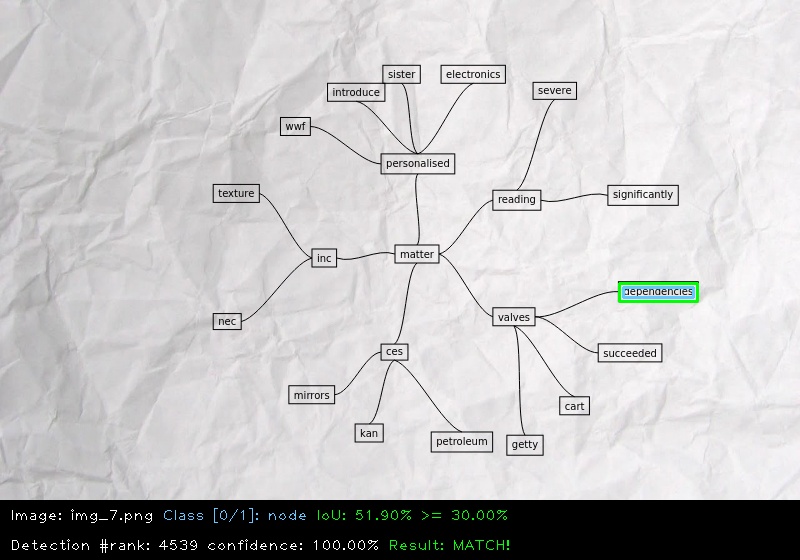 sister
electronics
introduce
severe
wwf
personalised
texture
reading
significantly
matter
inc
dependencies
nec
valves
ces
succeeded
mirrors
cart
kan
petroleum
getty
Image: img_7.png Class [0/1]: node IoU: 51.90% >= 30.00%
Detection #rank: 4539 confidence: 100.00% Result: MATCH!